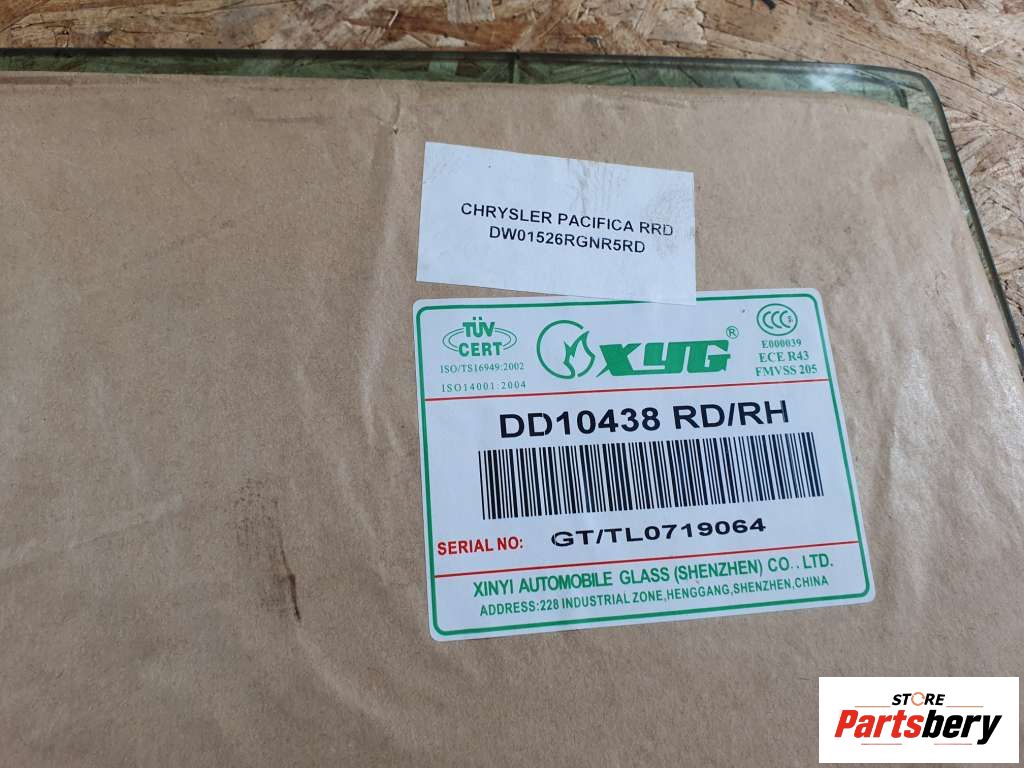 CHRYSLER PACIFICA RRD
DW01526RGNR5RD
TÜV
CERT
ISO/TS16949:2002
ISO14001:2004
XYG®
CCC S
E000039
ECE R43
FMVSS 205
DD10438 RD/RH
SERIAL NO: GT/TL0719064
XINYI AUTOMOBILE GLASS (SHENZHEN) CO., LTD.
ADDRESS:228 INDUSTRIAL ZONE,HENGGANG,SHENZHEN,CHINA
STORE
Partsbery